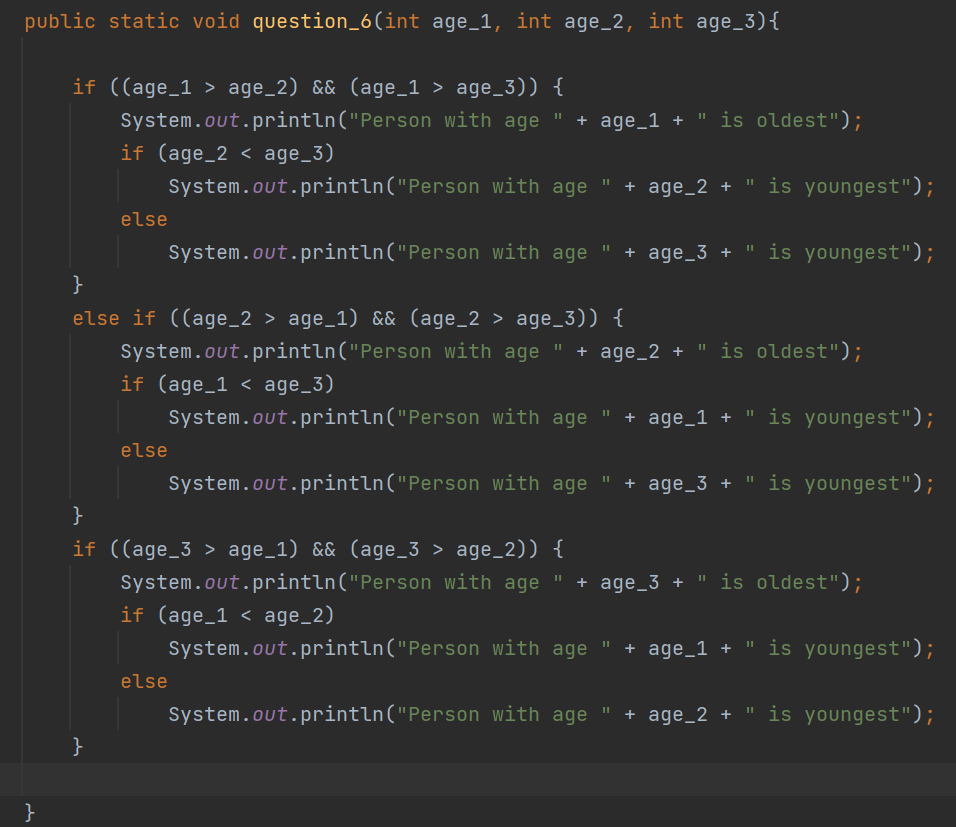 public static void question_6(int age_1, int age_2, int age_3){
if ((age_1 > age_2) && (age_1 > age_3)) {
System.out.println("Person with age " + age_1 + " is oldest");
if (age_2 < age_3)
System.out.println("Person with age " + age_2 + " is youngest");
else
System.out.println("Person with age " + age_3 + " is youngest");
}
else if ((age_2 > age_1) && (age_2 > age_3)) {
System.out.println("Person with age " + age_2 + " is oldest");
if (age_1 < age_3)
System.out.println("Person with age " + age_1 + " is youngest");
else
System.out.println("Person with age " + age_3 + " is youngest");
}
if ((age_3 > age_1) && (age_3 > age_2)) {
System.out.println("Person with age " + age_3 + " is oldest");
if (age_1 < age_2)
System.out.println("Person with age " + age_1 + " is youngest");
else
System.out.println("Person with age " + age_2 + " is youngest");
}
}